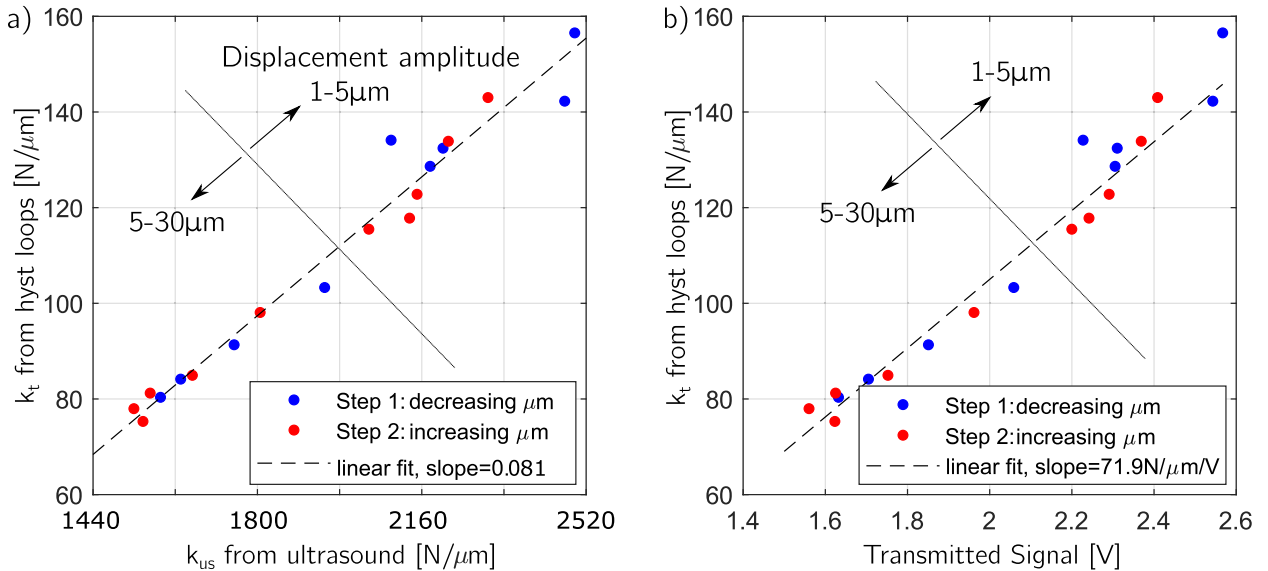 a)
160
140
120
100
80
60
k_t from hyst loops [N/μm]
Displacement amplitude
1-5μm
5-30μm
Step 1: decreasing μm
Step 2: increasing μm
linear fit, slope=0.081
1440 1800 2160 2520
k_us from ultrasound [N/μm]
b)
160
140
120
100
80
60
k_t from hyst loops [N/μm]
1-5μm
5-30μm
Step 1: decreasing μm
Step 2: increasing μm
linear fit, slope=71.9N/μm/V
1.4 1.6 1.8 2 2.2 2.4 2.6
Transmitted Signal [V]